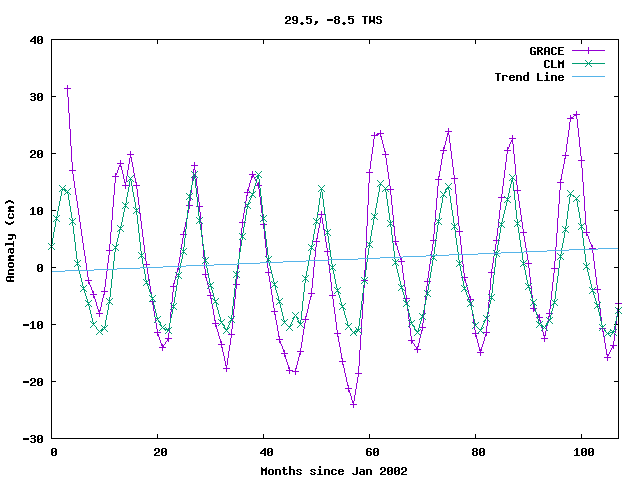 29.5, -8.5 TWS
GRACE
CLM
Trend Line
Anomaly (cm)
40
30
20
10
0
-10
-20
-30
0 20 40 60 80 100
Months since Jan 2002